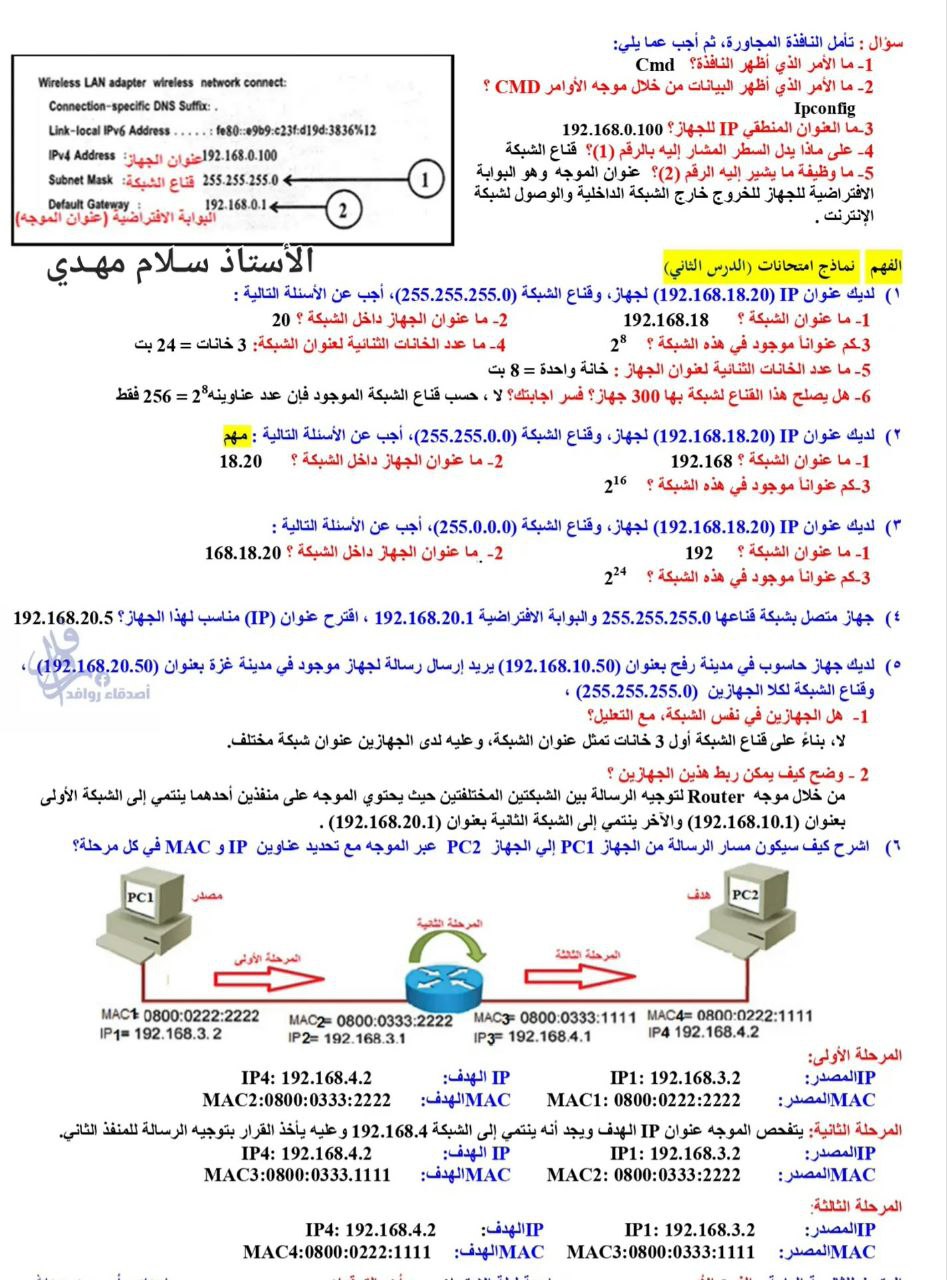 سؤال : تأمل النافذة المجاورة، ثم أجب عما يلي:
1- ما الأمر الذي أظهر النافذة؟ Cmd
2- ما الأمر الذي أظهر البيانات من خلال موجه الأوامر CMD ؟
Ipconfig
3-ما العنوان المنطقي IP للجهاز؟ 192.168.0.100
4- على ماذا يدل السطر المشار إليه بالرقم (1)؟ قناع الشبكة
5- ما وظيفة ما يشير إليه الرقم (2)؟ عنوان الموجه وهو البوابة
الافتراضية للجهاز للخروج خارج الشبكة الداخلية والوصول لشبكة
الإنترنت .
Wireless LAN adapter wireless network connect:
Connection-specific DNS Suffix: .
Link-local IPv6 Address . . . . . : fe80::e9b9:c23f:d19d:3836%12
IPv4 Address :عنوان الجهاز 192.168.0.100
Subnet Mask :قناع الشبكة 255.255.255.0 1
Default Gateway : 192.168.0.1 2
البوابة الافتراضية (عنوان الموجه)
الأستاذ سلام مهدي
الفهم نماذج امتحانات (الدرس الثاني)
١) لديك عنوان IP (192.168.18.20) لجهاز، وقناع الشبكة (255.255.255.0)، أجب عن الأسئلة التالية :
1- ما عنوان الشبكة ؟ 192.168.18 2- ما عنوان الجهاز داخل الشبكة ؟ 20
3-كم عنواناً موجود في هذه الشبكة ؟ 2⁸ 4- ما عدد الخانات الثنائية لعنوان الشبكة: 3 خانات = 24 بت
5- ما عدد الخانات الثنائية لعنوان الجهاز : خانة واحدة = 8 بت
6- هل يصلح هذا القناع لشبكة بها 300 جهاز؟ فسر اجابتك؟ لا ، حسب قناع الشبكة الموجود فإن عدد عناوينه 2⁸ = 256 فقط
٢) لديك عنوان IP (192.168.18.20) لجهاز، وقناع الشبكة (255.255.0.0)، أجب عن الأسئلة التالية : مهم
1- ما عنوان الشبكة ؟ 192.168 2- ما عنوان الجهاز داخل الشبكة ؟ 18.20
3-كم عنواناً موجود في هذه الشبكة ؟ 2¹⁶
٣) لديك عنوان IP (192.168.18.20) لجهاز، وقناع الشبكة (255.0.0.0)، أجب عن الأسئلة التالية :
1- ما عنوان الشبكة ؟ 192 2- ما عنوان الجهاز داخل الشبكة ؟ 168.18.20
3-كم عنواناً موجود في هذه الشبكة ؟ 2²⁴
٤) جهاز متصل بشبكة قناعها 255.255.255.0 والبوابة الافتراضية 192.168.20.1 ، اقترح عنوان (IP) مناسب لهذا الجهاز؟ 192.168.20.5
أصدقاء روافد
٥) لديك جهاز حاسوب في مدينة رفح بعنوان (192.168.10.50) يريد إرسال رسالة لجهاز موجود في مدينة غزة بعنوان (192.168.20.50) ،
وقناع الشبكة لكلا الجهازين (255.255.255.0) ،
1- هل الجهازين في نفس الشبكة، مع التعليل؟
لا، بناءً على قناع الشبكة أول 3 خانات تمثل عنوان الشبكة، وعليه لدى الجهازين عنوان شبكة مختلف.
2 - وضح كيف يمكن ربط هذين الجهازين ؟
من خلال موجه Router لتوجيه الرسالة بين الشبكتين المختلفتين حيث يحتوي الموجه على منفذين أحدهما ينتمي إلى الشبكة الأولى
بعنوان (192.168.10.1) والآخر ينتمي إلى الشبكة الثانية بعنوان (192.168.20.1) .
٦) اشرح كيف سيكون مسار الرسالة من الجهاز PC1 إلي الجهاز PC2 عبر الموجه مع تحديد عناوين IP و MAC في كل مرحلة؟
PC1 مصدر هدف PC2
المرحلة الثانية
المرحلة الأولى المرحلة الثالثة
MAC1= 0800:0222:2222 MAC2= 0800:0333:2222 MAC3= 0800:0333:1111 MAC4= 0800:0222:1111
IP1= 192.168.3. 2 IP2= 192.168.3.1 IP3= 192.168.4.1 IP4 192.168.4.2
المرحلة الأولى:
IPالمصدر: IP1: 192.168.3.2 IP الهدف: IP4: 192.168.4.2
MACالمصدر: MAC1: 0800:0222:2222 MACالهدف: MAC2:0800:0333:2222
المرحلة الثانية: يتفحص الموجه عنوان IP الهدف ويجد أنه ينتمي إلى الشبكة 192.168.4 وعليه يأخذ القرار بتوجيه الرسالة للمنفذ الثاني.
IPالمصدر: IP1: 192.168.3.2 IP الهدف: IP4: 192.168.4.2
MACالمصدر: MAC2: 0800:0333:2222 MACالهدف: MAC3:0800:0333.1111
المرحلة الثالثة:
IPالمصدر: IP1: 192.168.3.2 IPالهدف: IP4: 192.168.4.2
MACالمصدر: MAC3:0800:0333:1111 MACالهدف: MAC4:0800:0222:1111